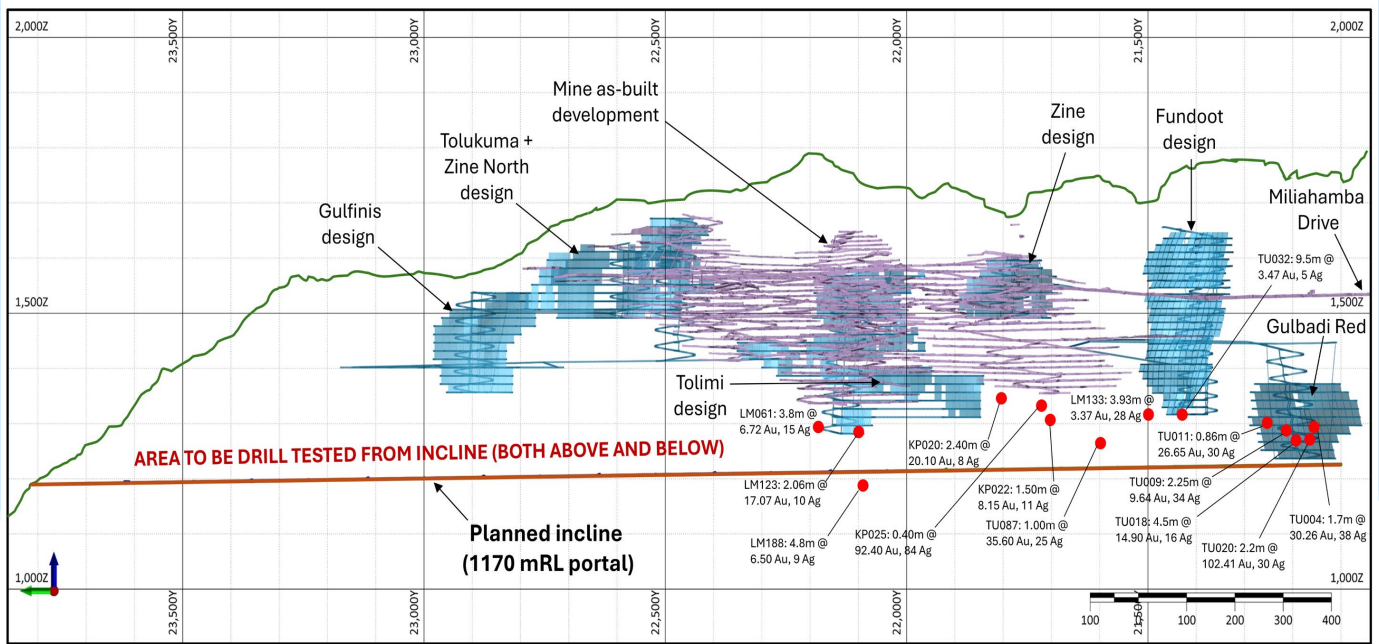 2,000Z
23,500Y
23,000Y
22,500Y
22,000Y
21,500Y
2,000Z
Mine as-built
development
Zine
design
Fundoot
design
Tolukuma +
Zine North
design
Gulfinis
design
Miliahamba
Drive
TU032: 9.5m @
3.47 Au, 5 Ag
1,500Z
1,500Z
Gulbadi Red
Tolimi
design
LM061: 3.8m @
6.72 Au, 15 Ag
LM133: 3.93m @
3.37 Au, 28 Ag
KP020: 2.40m @
20.10 Au, 8 Ag
TU011: 0.86m @
26.65 Au, 30 Ag
AREA TO BE DRILL TESTED FROM INCLINE (BOTH ABOVE AND BELOW)
LM123: 2.06m @
17.07 Au, 10 Ag
KP022: 1.50m @
8.15 Au, 11 Ag
TU009: 2.25m @
9.64 Au, 34 Ag
Planned incline
(1170 mRL portal)
LM188: 4.8m @
6.50 Au, 9 Ag
KP025: 0.40m @
92.40 Au, 84 Ag
TU087: 1.00m @
35.60 Au, 25 Ag
TU018: 4.5m @
14.90 Au, 16 Ag
TU004: 1.7m @
30.26 Au, 38 Ag
TU020: 2.2m @
102.41 Au, 30 Ag
1,000Z
1,000Z
23,500Y
23,000Y
22,500Y
22,000Y
21,500Y
100
100
200
300
400